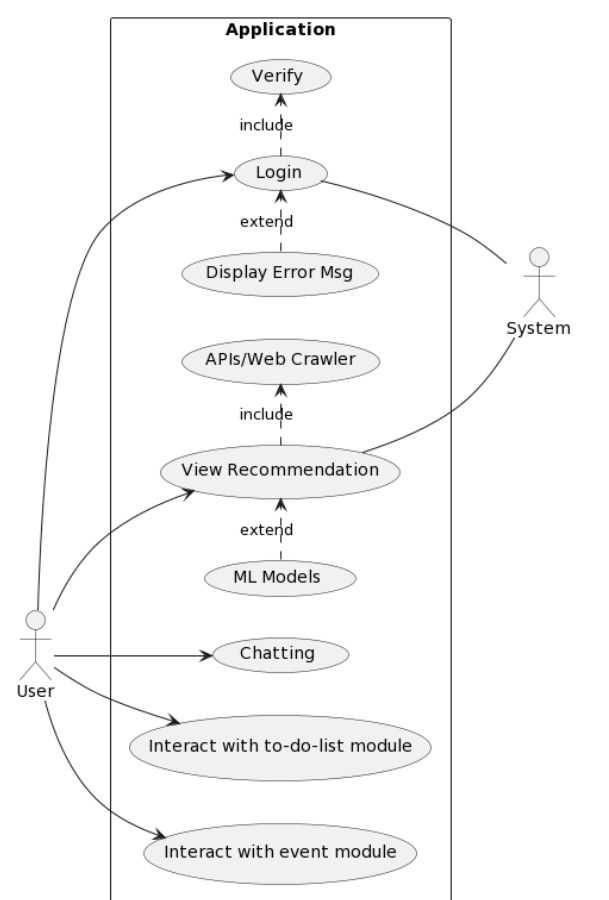 Application
Verify
include
Login
extend
Display Error Msg
System
APIs/Web Crawler
include
View Recommendation
extend
ML Models
Chatting
User
Interact with to-do-list module
Interact with event module